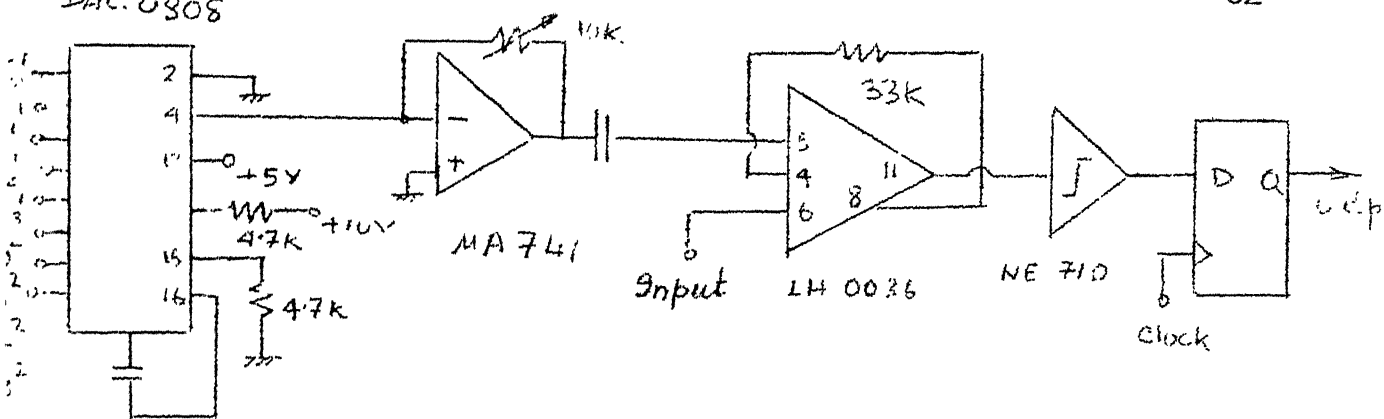 DAC. 0808
2
4
+5V
4.7K
+10V
15
16
4.7K
10K.
-
+
MA 741
33K
5
4
6
11
8
Input
LH 0036
NE 710
D Q
Clock